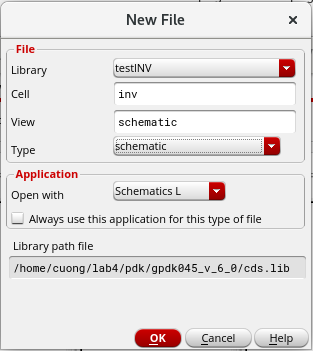 New File
File
Library testINV
Cell inv
View schematic
Type schematic
Application
Open with Schematics L
Always use this application for this type of file
Library path file
/home/cuong/lab4/pdk/gpdk045_v_6_0/cds.lib
OK Cancel Help